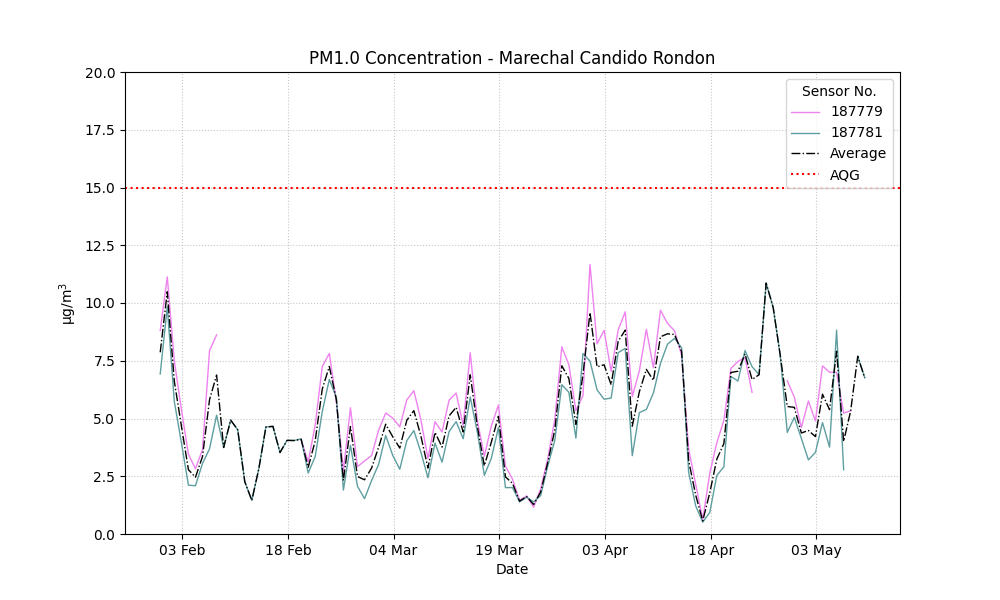 PM1.0 Concentration - Marechal Candido Rondon
µg/m³
20.0
17.5
15.0
12.5
10.0
7.5
5.0
2.5
0.0
Sensor No.
187779
187781
Average
AQG
03 Feb 18 Feb 04 Mar 19 Mar 03 Apr 18 Apr 03 May
Date